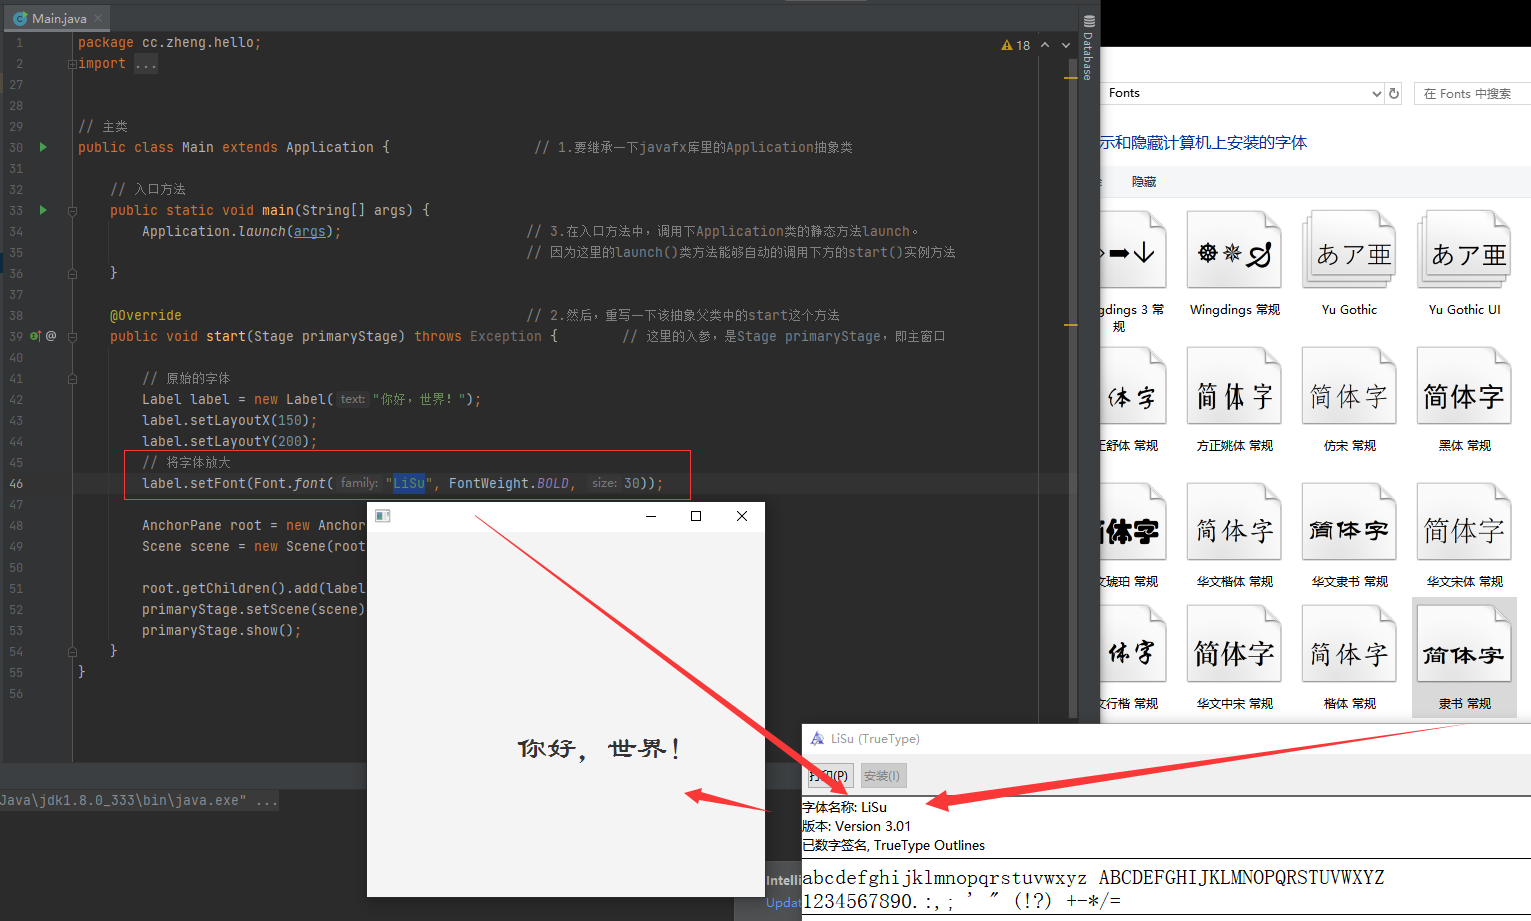 Main.java
1 package cc.zheng.hello;
2 import ...
27
28
29 // 主类
30 public class Main extends Application { // 1.要继承一下javafx库里的Application抽象类
31
32 // 入口方法
33 public static void main(String[] args) {
34 Application.launch(args); // 3.在入口方法中，调用下Application类的静态方法launch。
35 // 因为这里的launch()类方法能够自动的调用下方的start()实例方法
36 }
37
38 @Override // 2.然后，重写一下该抽象父类中的start这个方法
39 @ public void start(Stage primaryStage) throws Exception { // 这里的入参，是Stage primaryStage，即主窗口
40
41 // 原始的字体
42 Label label = new Label( text: "你好，世界！");
43 label.setLayoutX(150);
44 label.setLayoutY(200);
45 // 将字体放大
46 label.setFont(Font.font( family: "LiSu", FontWeight.BOLD, size: 30));
47
48 AnchorPane root = new Anchor
49 Scene scene = new Scene(root
50
51 root.getChildren().add(label
52 primaryStage.setScene(scene)
53 primaryStage.show();
54 }
55 }
56
18
Database
Java\jdk1.8.0_333\bin\java.exe" ...
你好，世界！
Intelli
Updat
Fonts
在 Fonts 中搜索
示和隐藏计算机上安装的字体
隐藏
gdings 3 常规
Wingdings 常规
あア亜
Yu Gothic
あア亜
Yu Gothic UI
体字
舒体 常规
简体字
方正姚体 常规
简体字
仿宋 常规
简体字
黑体 常规
体字
琥珀 常规
简体字
华文楷体 常规
简体字
华文隶书 常规
简体字
华文宋体 常规
体字
行楷 常规
简体字
华文中宋 常规
简体字
楷体 常规
简体字
隶书 常规
LiSu (TrueType)
打印(P)
安装(I)
字体名称: LiSu
版本: Version 3.01
已数字签名, TrueType Outlines
abcdefghijklmnopqrstuvwxyz ABCDEFGHIJKLMNOPQRSTUVWXYZ
1234567890.:,; ' " (!?) +-*/=